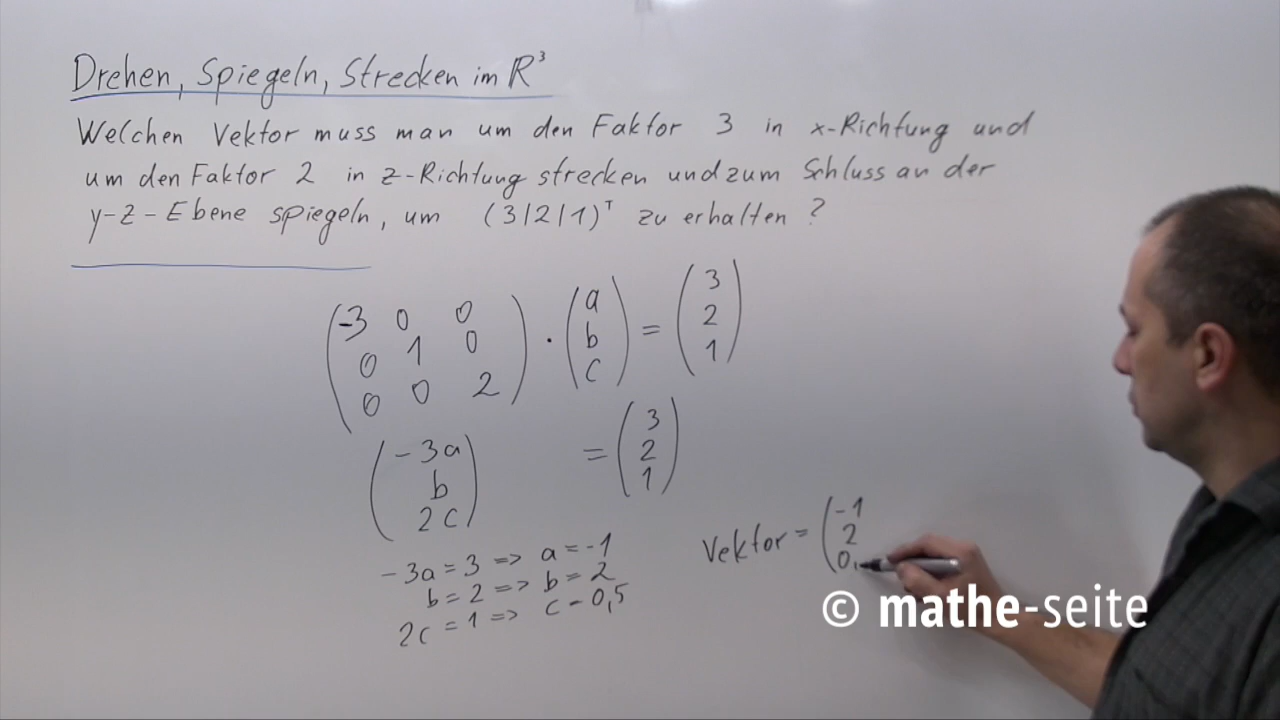 Drehen, Spiegeln, Strecken im R³
Welchen Vektor muss man um den Faktor 3 in x-Richtung und
um den Faktor 2 in z-Richtung strecken und zum Schluss an der
y-z-Ebene spiegeln, um (3|2|1)ᵀ zu erhalten?
-3 0 0 a 3
0 1 0 · b = 2
0 0 2 c 1
-3a 3
b = 2
2c 1
-3a = 3 => a = -1
b = 2 => b = 2
2c = 1 => c = 0,5
Vektor = -1
2
0,
© mathe-seite